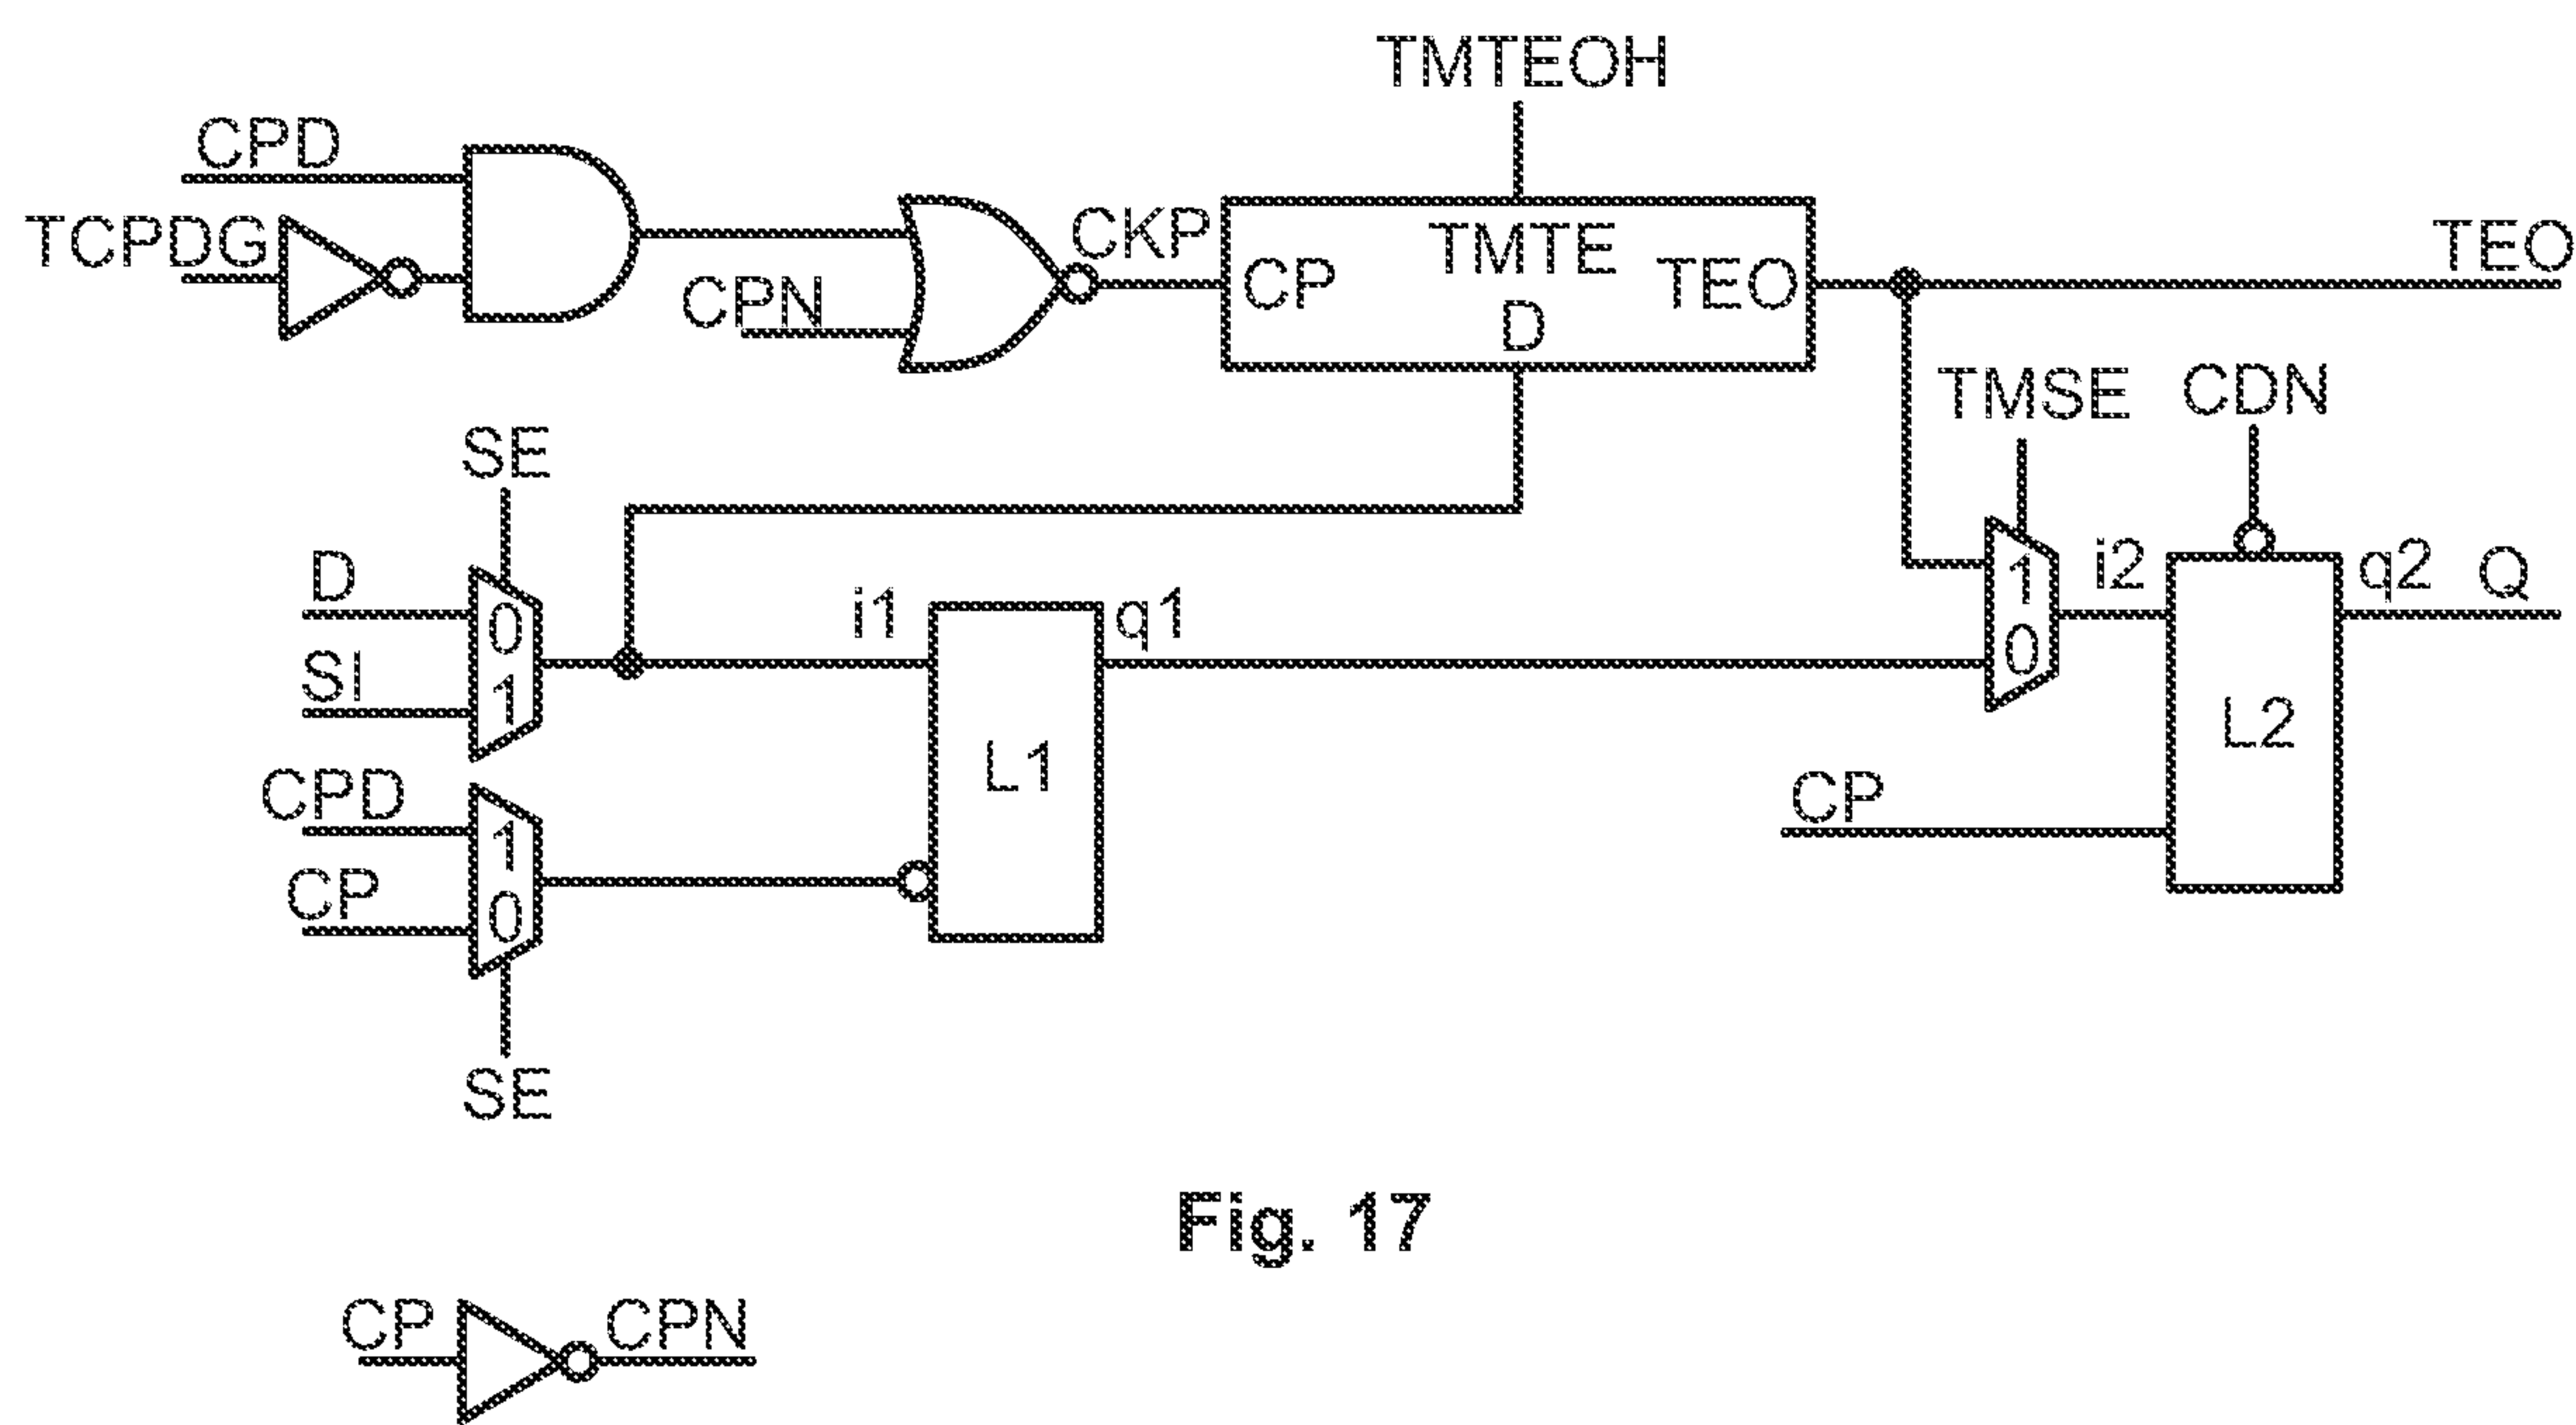 TMTEOH
CPD
TCPDG
CPN
CKP
CP
TMTE
D
TEO
TEO
TMSE
CDN
SE
D
SI
0
1
i1
q1
L1
1
0
i2
q2
Q
L2
CP
CPD
CP
1
0
SE
Fig. 17
CP
CPN